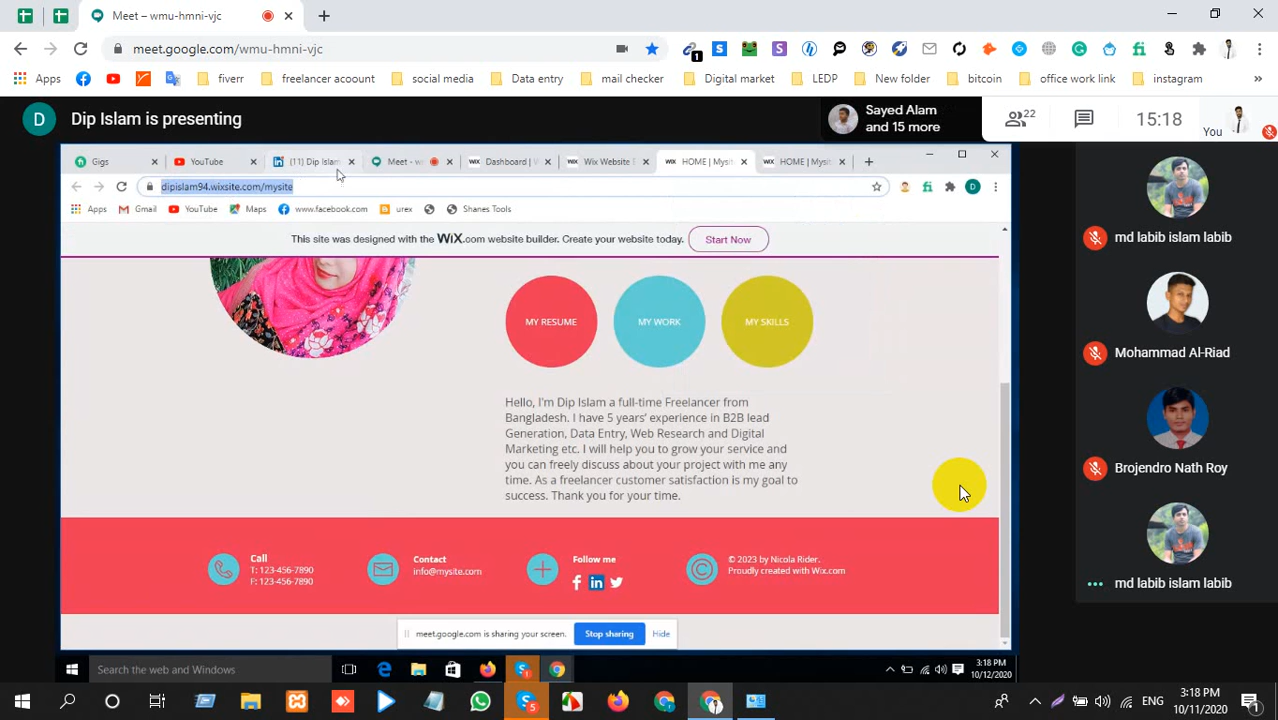 Meet – wmu-hmni-vjc
meet.google.com/wmu-hmni-vjc
Apps
fiverr
freelancer acoount
social media
Data entry
mail checker
Digital market
LEDP
New folder
bitcoin
office work link
instagram
D
Dip Islam is presenting
Sayed Alam
and 15 more
22
15:18
You
Gigs
YouTube
(11) Dip Islam
Meet - w
Dashboard | W
Wix Website E
HOME | Mysit
HOME | Mysit
dipislam94.wixsite.com/mysite
D
Apps
Gmail
YouTube
Maps
www.facebook.com
urex
Shanes Tools
This site was designed with the WiX.com website builder. Create your website today.
Start Now
MY RESUME
MY WORK
MY SKILLS
Hello, I'm Dip Islam a full-time Freelancer from
Bangladesh. I have 5 years' experience in B2B lead
Generation, Data Entry, Web Research and Digital
Marketing etc. I will help you to grow your service and
you can freely discuss about your project with me any
time. As a freelancer customer satisfaction is my goal to
success. Thank you for your time.
Call
T: 123-456-7890
F: 123-456-7890
Contact
info@mysite.com
Follow me
© 2023 by Nicola Rider.
Proudly created with Wix.com
meet.google.com is sharing your screen.
Stop sharing
Hide
md labib islam labib
Mohammad Al-Riad
Brojendro Nath Roy
md labib islam labib
Search the web and Windows
3:18 PM
10/12/2020
ENG
3:18 PM
10/11/2020